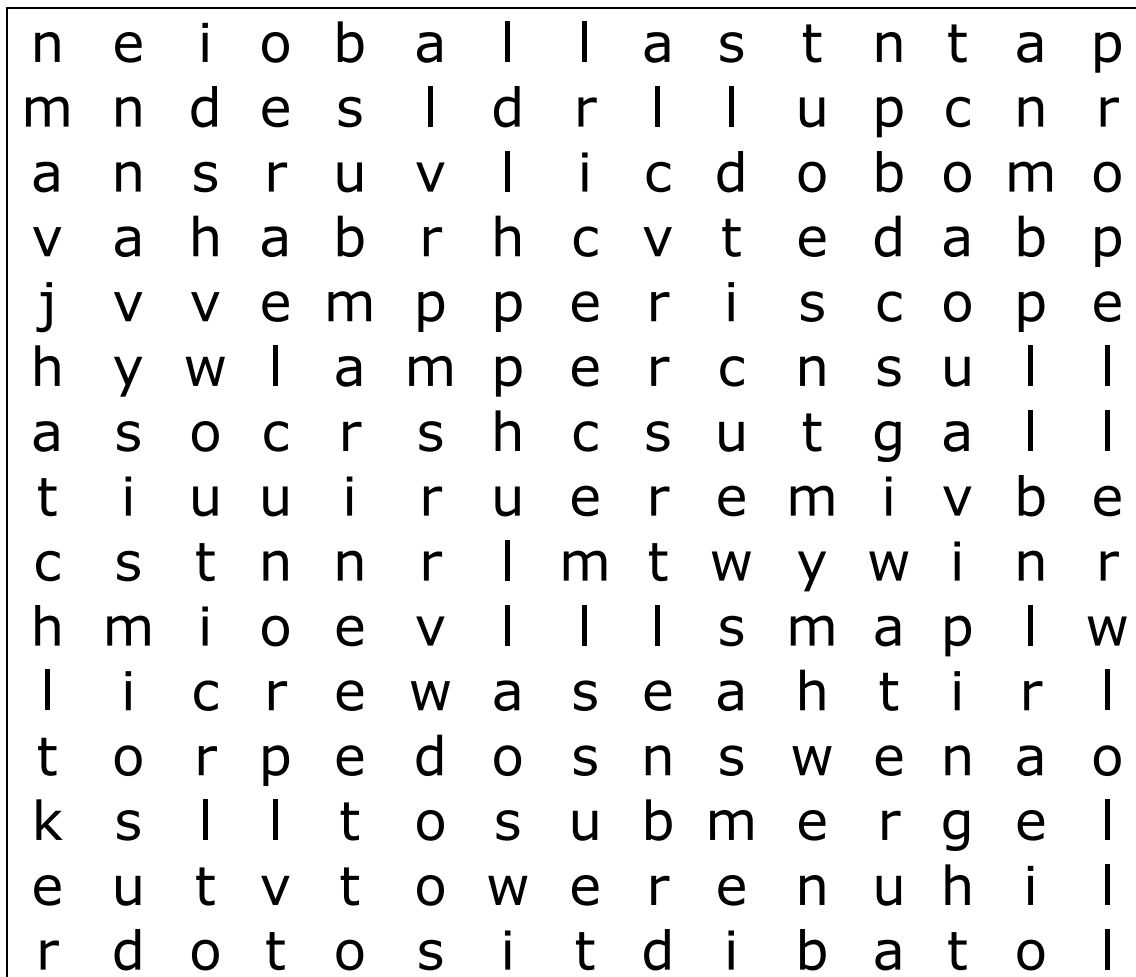 n e i o b a l l a s t n t a p
m n d e s l d r l l u p c n r
a n s r u v l i c d o b o m o
v a h a b r h c v t e d a b p
j v v e m p p e r i s c o p e
h y w l a m p e r c n s u l l
a s o c r s h c s u t g a l l
t i u u i r u e r e m i v b e
c s t n n r l m t w y w i n r
h m i o e v l l l s m a p l w
l i c r e w a s e a h t i r l
t o r p e d o s n s w e n a o
k s l l t o s u b m e r g e l
e u t v t o w e r e n u h i l
r d o t o s i t d i b a t o l